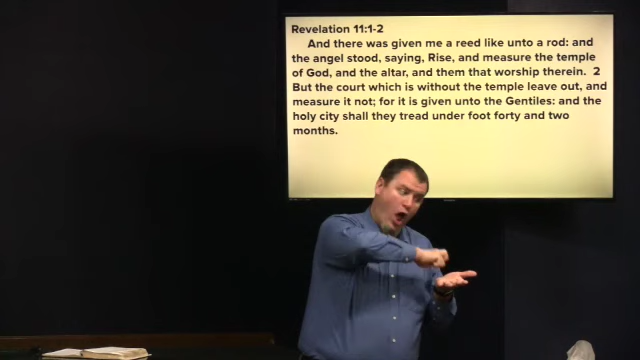 Revelation 11:1-2
And there was given me a reed like unto a rod: and
the angel stood, saying, Rise, and measure the temple
of God, and the altar, and them that worship therein. 2
But the court which is without the temple leave out, and
measure it not; for it is given unto the Gentiles: and the
holy city shall they tread under foot forty and two
months.